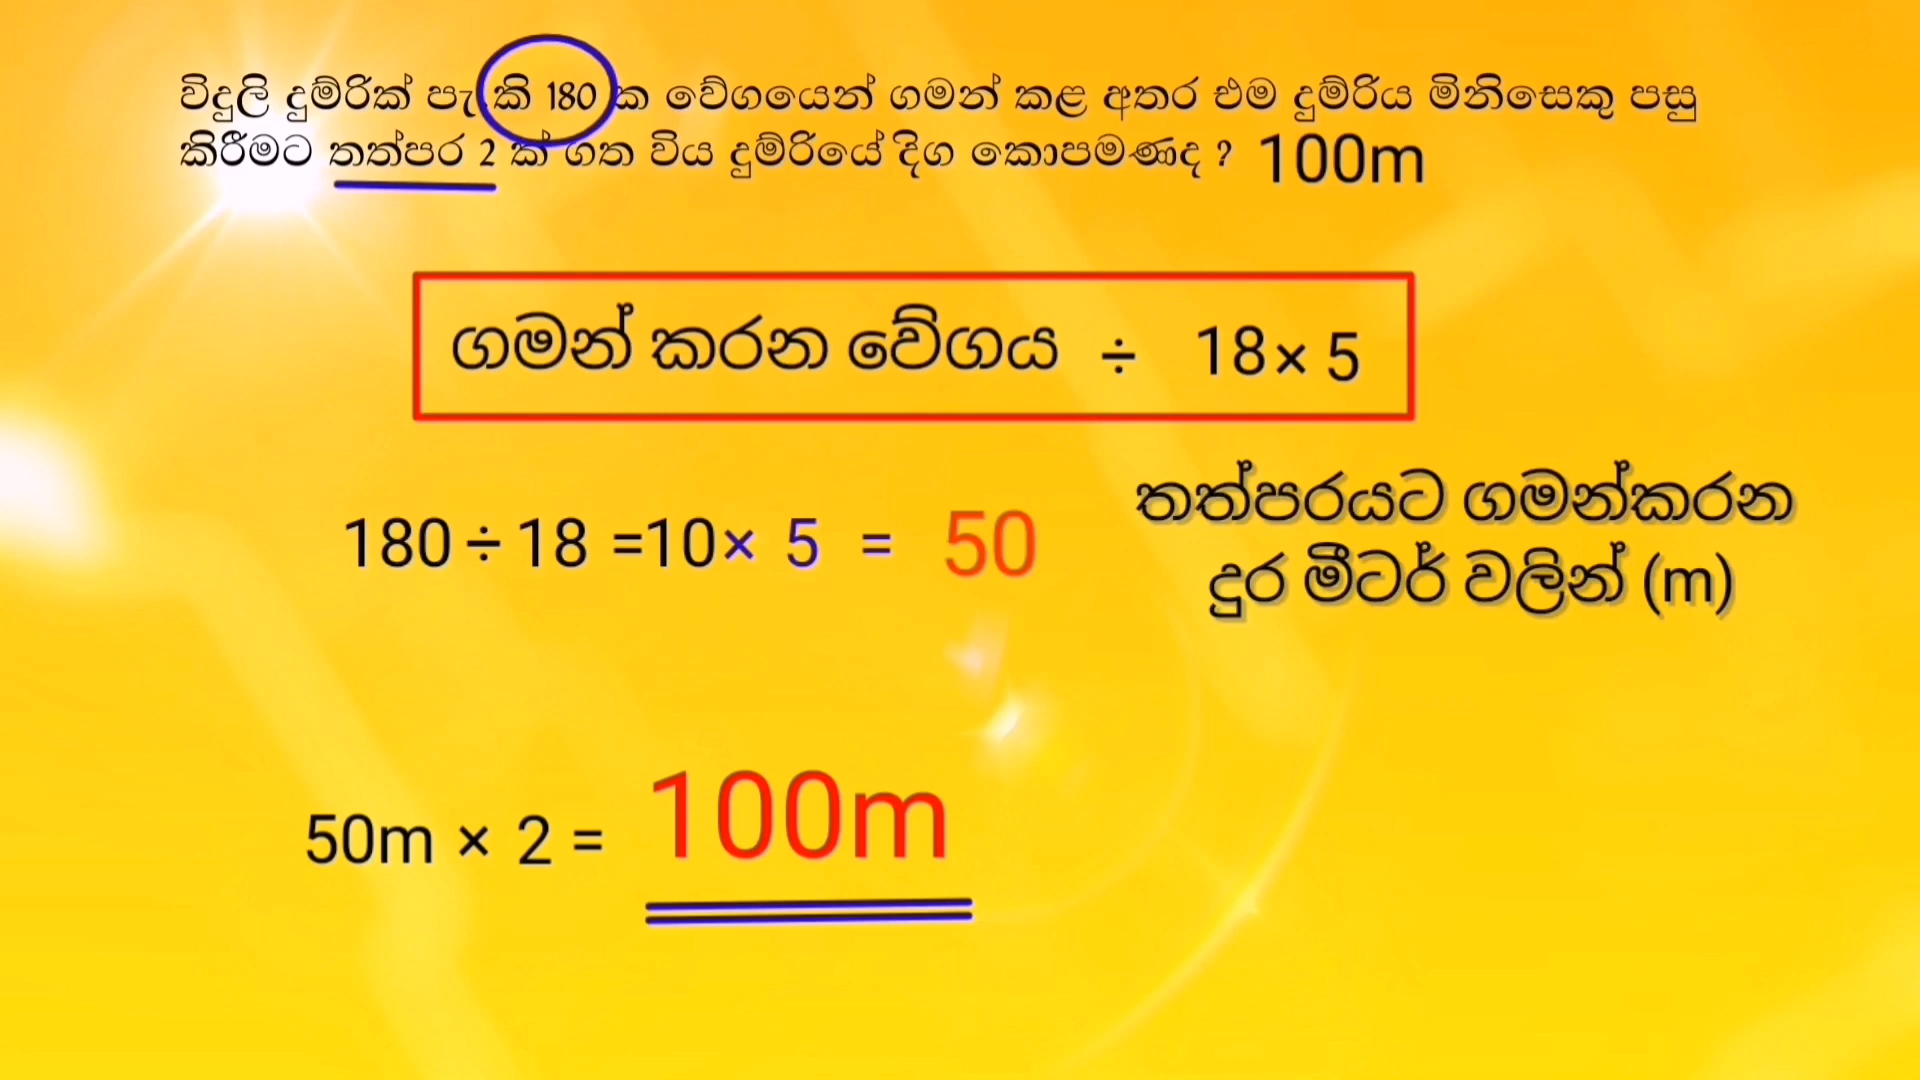 විදුලි දුම්රික් පැ.කි 180 ක වේගයෙන් ගමන් කළ අතර එම දුම්රිය මිනිසෙකු පසු
කිරීමට තත්පර 2 ක් ගත විය දුම්රියේ දිග කොපමණද ? 100m
ගමන් කරන වේගය ÷ 18 × 5
180 ÷ 18 =10 × 5 = 50
තත්පරයට ගමන්කරන
දුර මීටර් වලින් (m)
50m × 2 = 100m